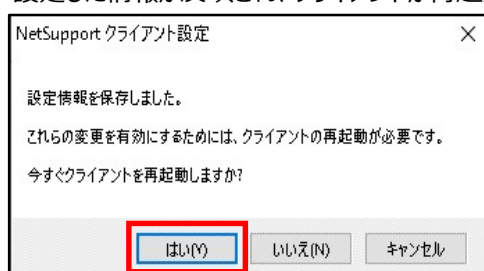 NetSupport クライアント設定
設定情報を保存しました。
これらの変更を有効にするためには、クライアントの再起動が必要です。
今すぐクライアントを再起動しますか?
はい(Y) いいえ(N) キャンセル